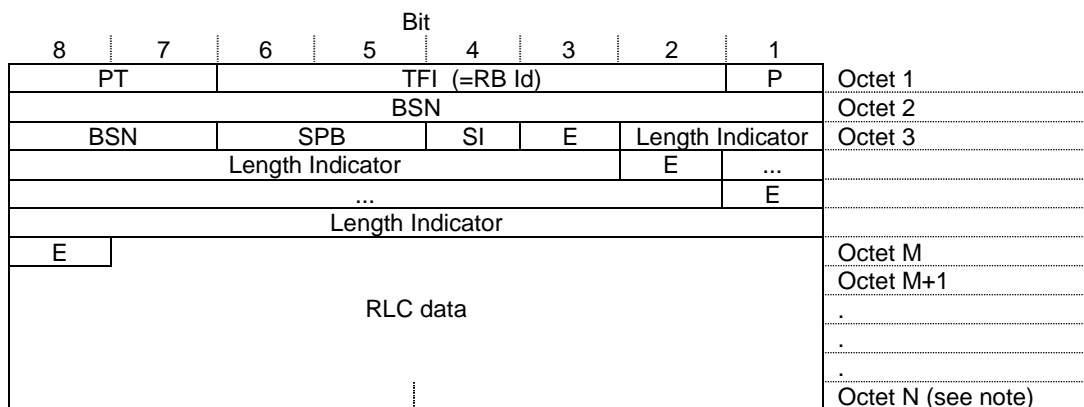 Bit
8 7 6 5 4 3 2 1
PT TFI (=RB Id) P Octet 1
BSN Octet 2
BSN SPB SI E Length Indicator Octet 3
Length Indicator E ...
... E
Length Indicator
E Octet M
Octet M+1
RLC data .
.
.
Octet N (see note)